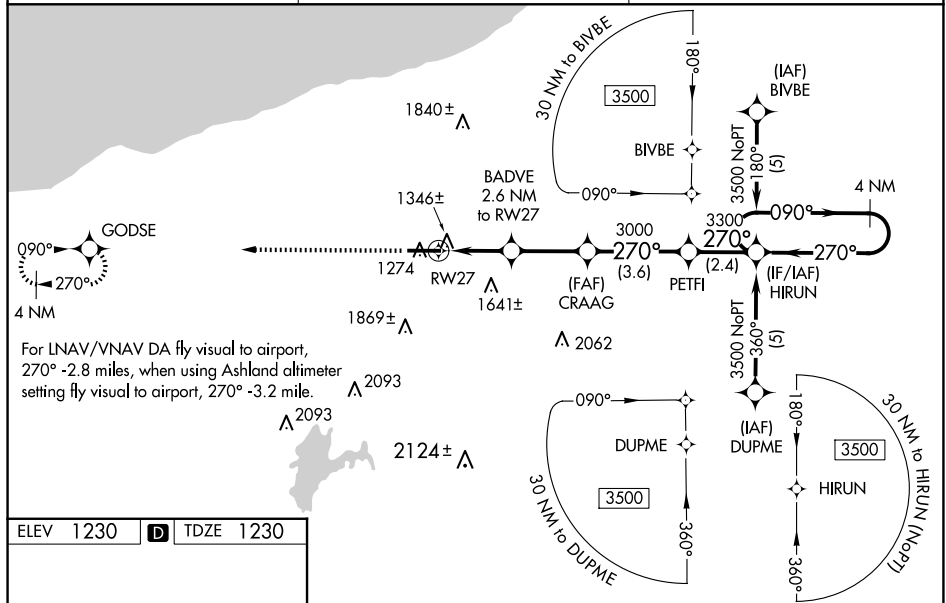 30 NM to BIVBE
180°
3500
BIVBE
090°
(IAF)
BIVBE
3500 NoPT
180°
(5)
1840±
BADVE
2.6 NM
to RW27
1346±
4 NM
090°
3300
GODSE
090°
270°
4 NM
1274
RW27
3000
270°
(3.6)
270°
(2.4)
270°
1641±
(FAF)
CRAAG
PETFI
(IF/IAF)
HIRUN
1869±
2062
3500 NoPT
360°
(5)
For LNAV/VNAV DA fly visual to airport,
270° -2.8 miles, when using Ashland altimeter
setting fly visual to airport, 270° -3.2 mile.
2093
2093
2124±
090°
DUPME
3500
360°
30 NM to DUPME
(IAF)
DUPME
180°
3500
HIRUN
360°
30 NM to HIRUN (NoPT)
ELEV 1230 D TDZE 1230